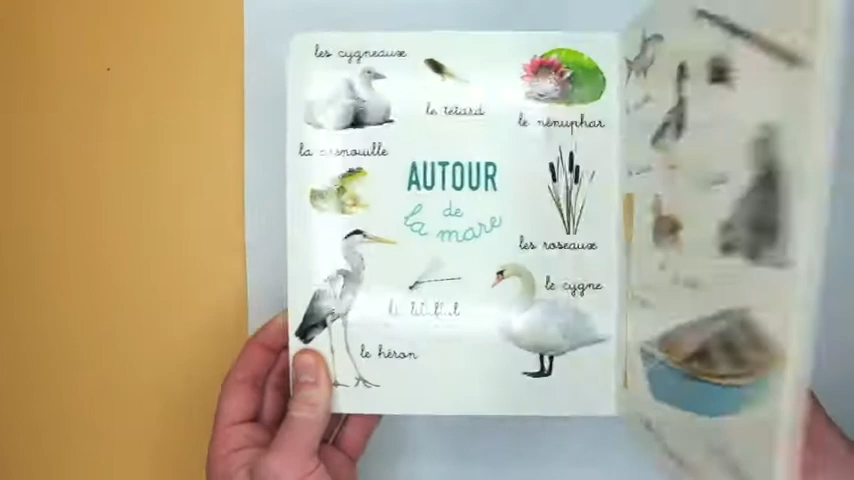 les cygneaux
le têtard
le nénuphar
la grenouille
AUTOUR
de
la mare
les roseaux
le cygne
le héron